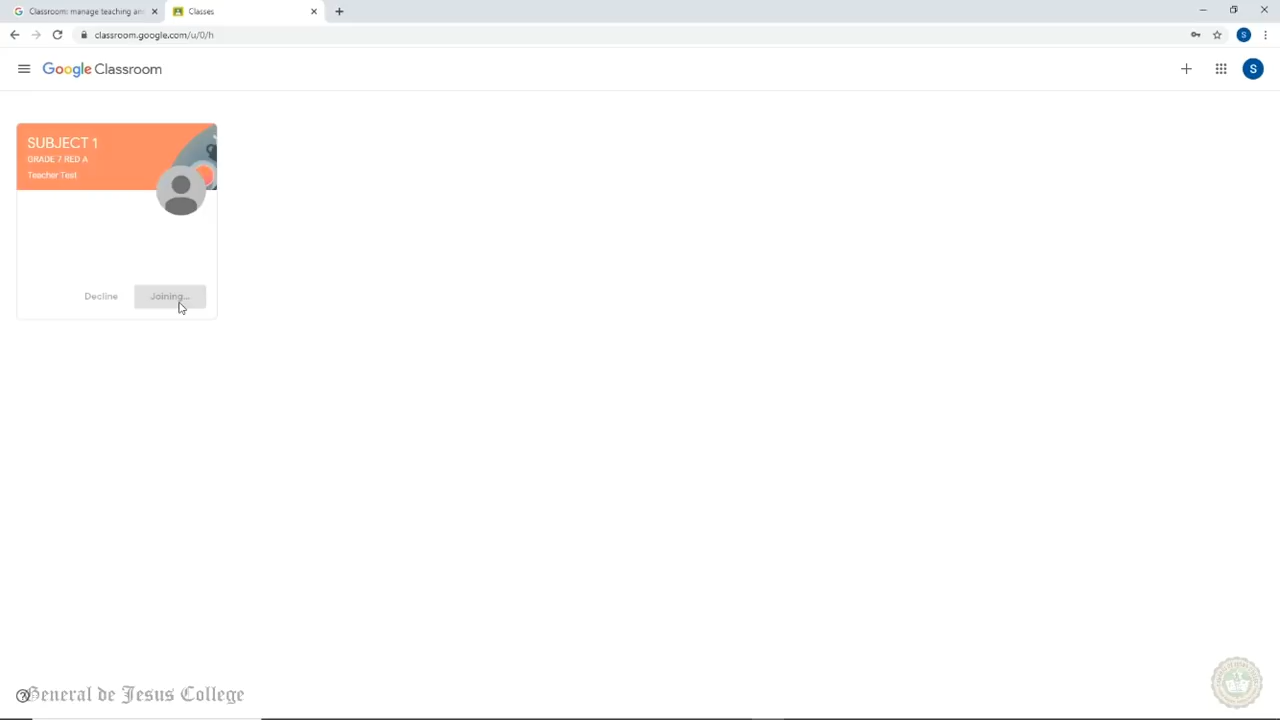 Classroom: manage teaching an
Classes
classroom.google.com/u/0/h
S
Google Classroom
S
SUBJECT 1
GRADE 7 RED A
Teacher Test
Decline
Joining...
General de Jesus College